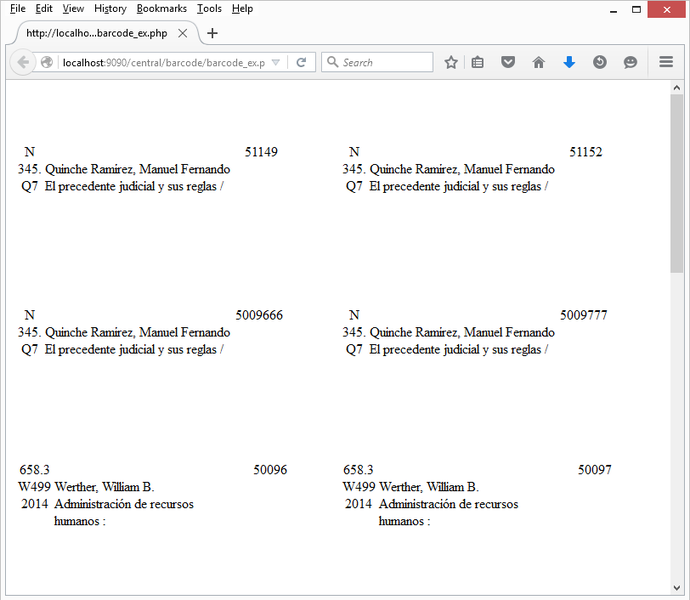 File Edit View History Bookmarks Tools Help
http://localho...barcode_ex.php
localhost:9090/central/barcode/barcode_ex.p Search
N 51149 N 51152
345. Quinche Ramirez, Manuel Fernando 345. Quinche Ramirez, Manuel Fernando
Q7 El precedente judicial y sus reglas / Q7 El precedente judicial y sus reglas /
N 5009666 N 5009777
345. Quinche Ramirez, Manuel Fernando 345. Quinche Ramirez, Manuel Fernando
Q7 El precedente judicial y sus reglas / Q7 El precedente judicial y sus reglas /
658.3 50096 658.3 50097
W499 Werther, William B. W499 Werther, William B.
2014 Administración de recursos 2014 Administración de recursos
humanos : humanos :